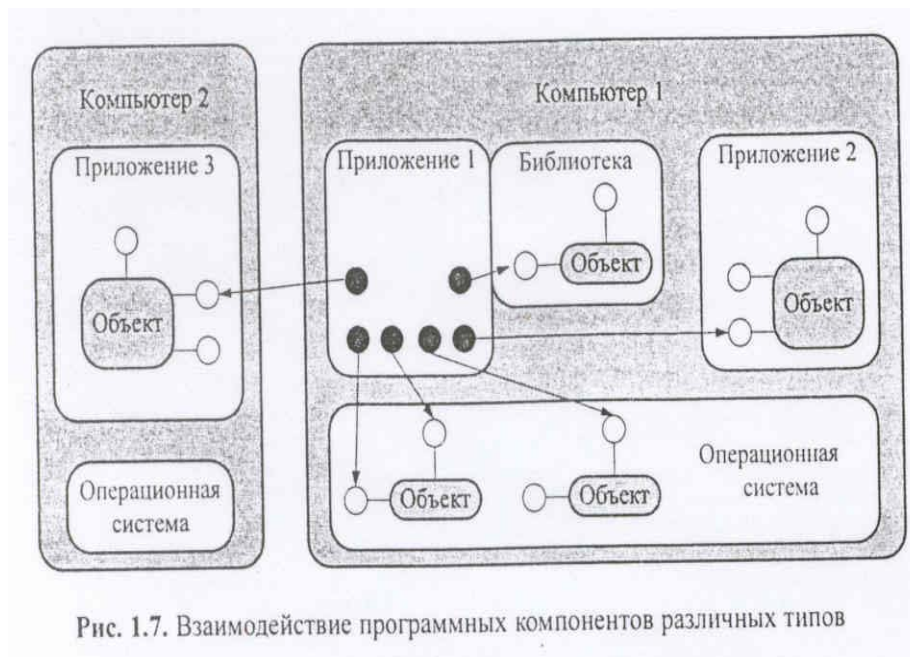 Компьютер 2
Приложение 3
Объект
Операционная
система
Компьютер 1
Приложение 1
Библиотека
Объект
Приложение 2
Объект
Операционная
система
Объект
Объект
Рис. 1.7. Взаимодействие программных компонентов различных типов